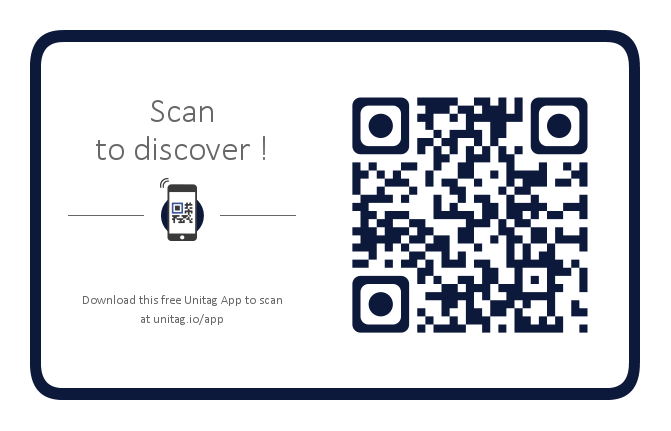 Scan
to discover !
Download this free Unitag App to scan
at unitag.io/app